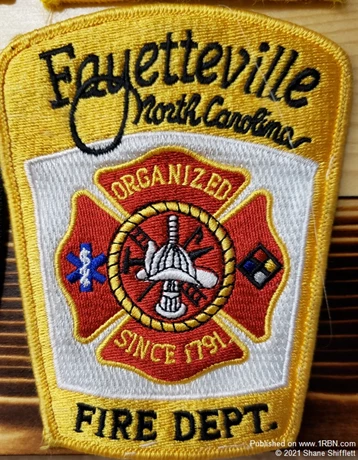 Fayetteville
North Carolina
ORGANIZED
SINCE 1791
FIRE DEPT.
Published on www.1RBN.com
© 2021 Shane Shifflett